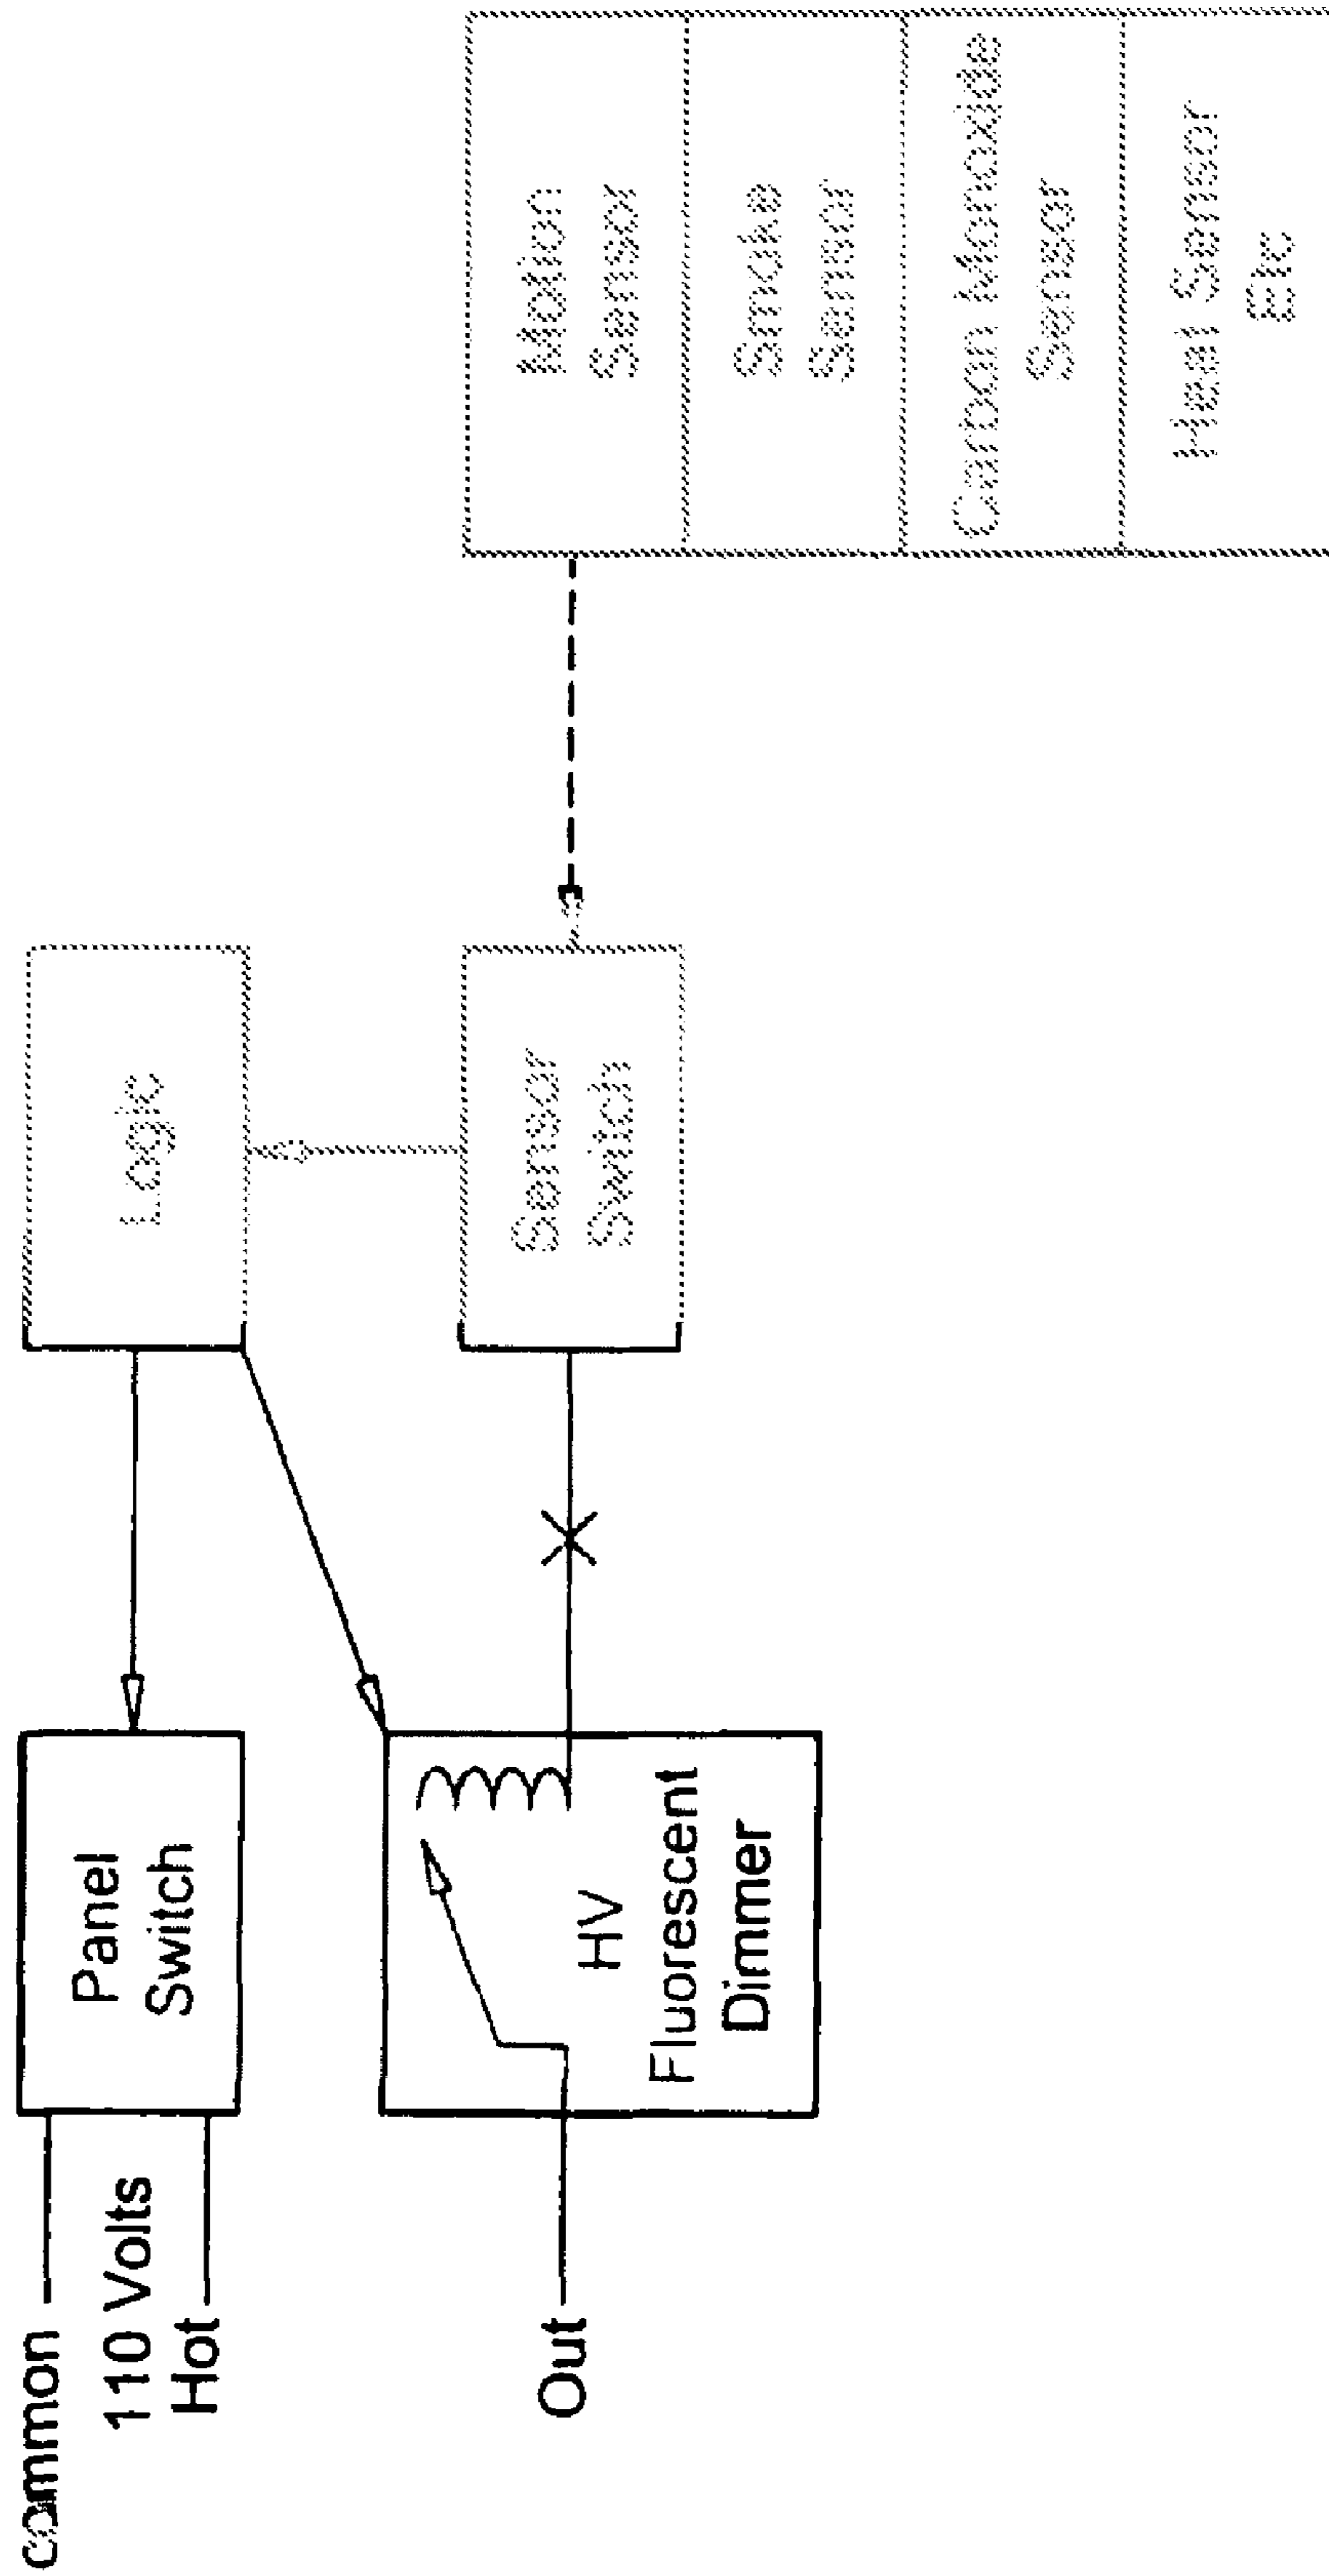 common
110 Volts
Hot
Panel
Switch
Logic
Out
HV
Fluorescent
Dimmer
Sensor
Switch
Motion
Sensor
Smoke
Sensor
Carbon Monoxide
Sensor
Heat Sensor
Etc